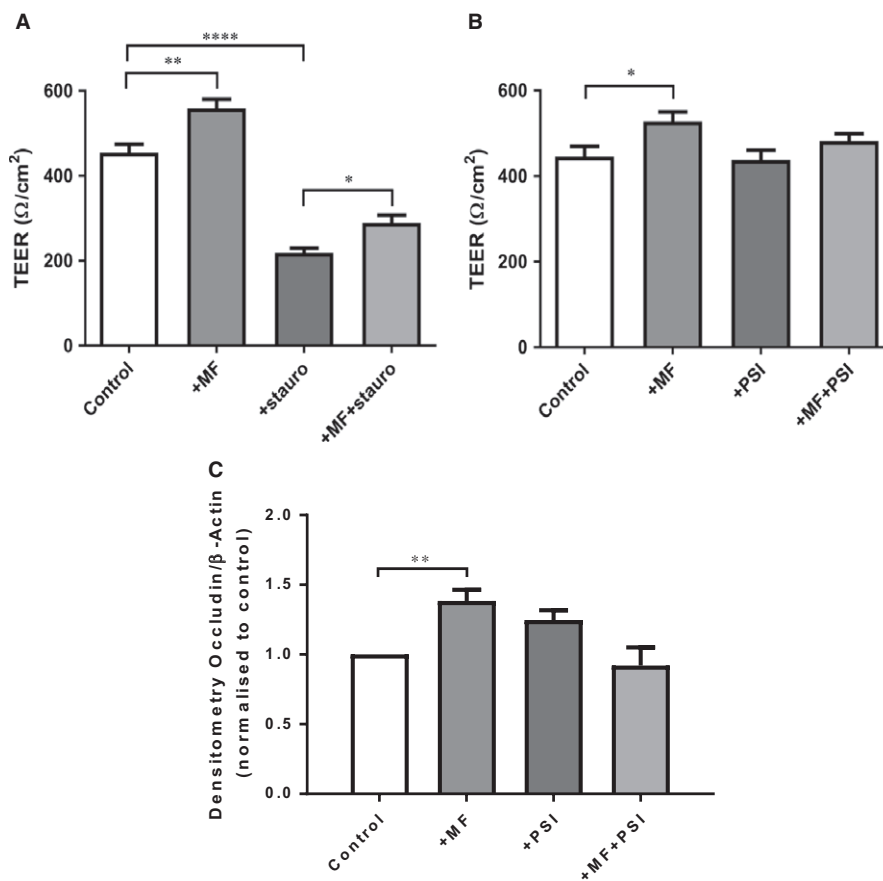 A
****
**
*
600
400
200
0
TEER (Ω/cm2)
Control
+MF
+stauro
+MF+stauro
B
*
600
400
200
0
TEER (Ω/cm2)
Control
+MF
+PSI
+MF+PSI
C
**
2.0
1.5
1.0
0.5
0.0
Densitometry Occludin/β-Actin
(normalised to control)
Control
+MF
+PSI
+MF+PSI